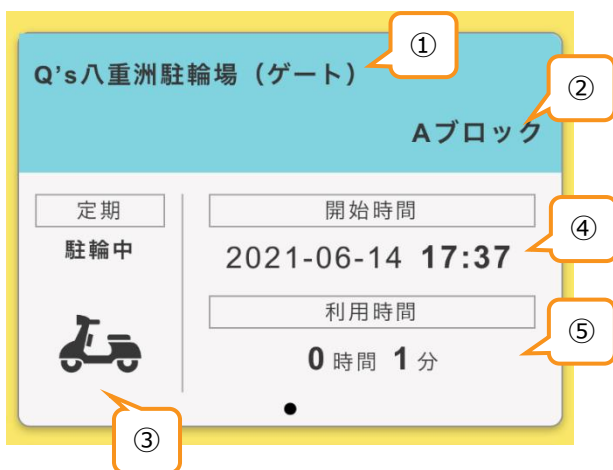 ①
Q’s八重洲駐輪場（ゲート）
②
Aブロック
定期
駐輪中
③
開始時間
④
2021-06-14 17:37
利用時間
⑤
0 時間 1 分